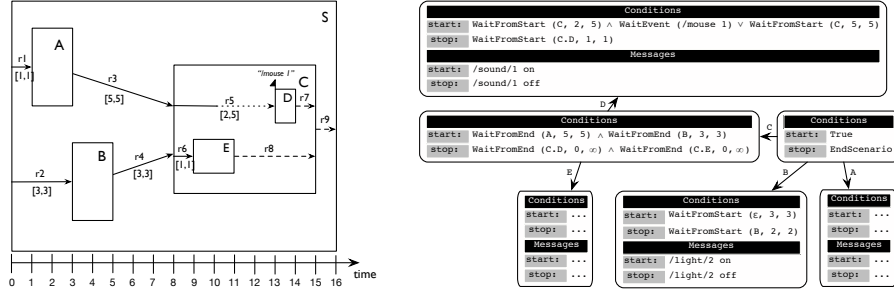 S
A
r1
[1,1]
r3
[5,5]
"/mouse 1"
C
r5
[2,5]
D
r7
r9
B
r4
[3,3]
r2
[3,3]
r6
[1,1]
E
r8
0 1 2 3 4 5 6 7 8 9 10 11 12 13 14 15 16
time
Conditions
start: WaitFromStart (C, 2, 5) ∧ WaitEvent (/mouse 1) ∨ WaitFromStart (C, 5, 5)
stop: WaitFromStart (C.D, 1, 1)
Messages
start: /sound/1 on
stop: /sound/1 off
D
Conditions
start: WaitFromEnd (A, 5, 5) ∧ WaitFromEnd (B, 3, 3)
stop: WaitFromEnd (C.D, 0, ∞) ∧ WaitFromEnd (C.E, 0, ∞)
C
Conditions
start: True
stop: EndScenario
E
B
A
Conditions
start: ...
stop: ...
Messages
start: ...
stop: ...
Conditions
start: WaitFromStart (ε, 3, 3)
stop: WaitFromStart (B, 2, 2)
Messages
start: /light/2 on
stop: /light/2 off
Conditions
start: ...
stop: ...
Messages
start: ...
stop: ...